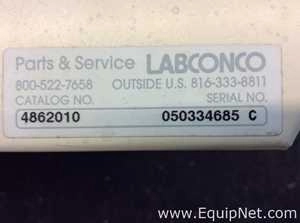 Parts & Service LABCONCO
800-522-7658 OUTSIDE U.S. 816-333-8811
CATALOG NO. SERIAL NO.
4862010 050334685 C
© www.EquipNet.com